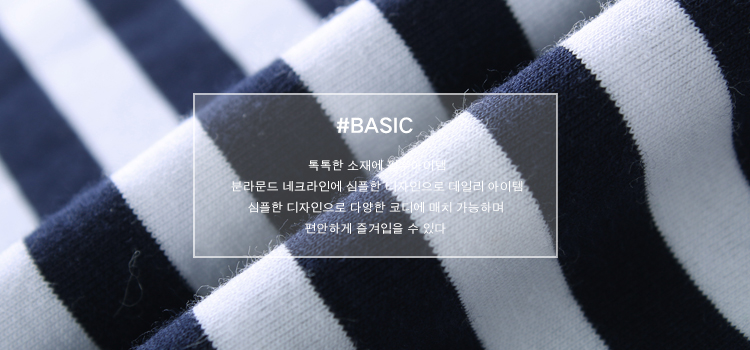 #BASIC
톡톡한 소재에 아이템
분라문드 네크라인에 심플한 디자인으로 데일리 아이템
심플한 디자인으로 다양한 코디에 매치 가능하며
편안하게 즐겨입을 수 있다